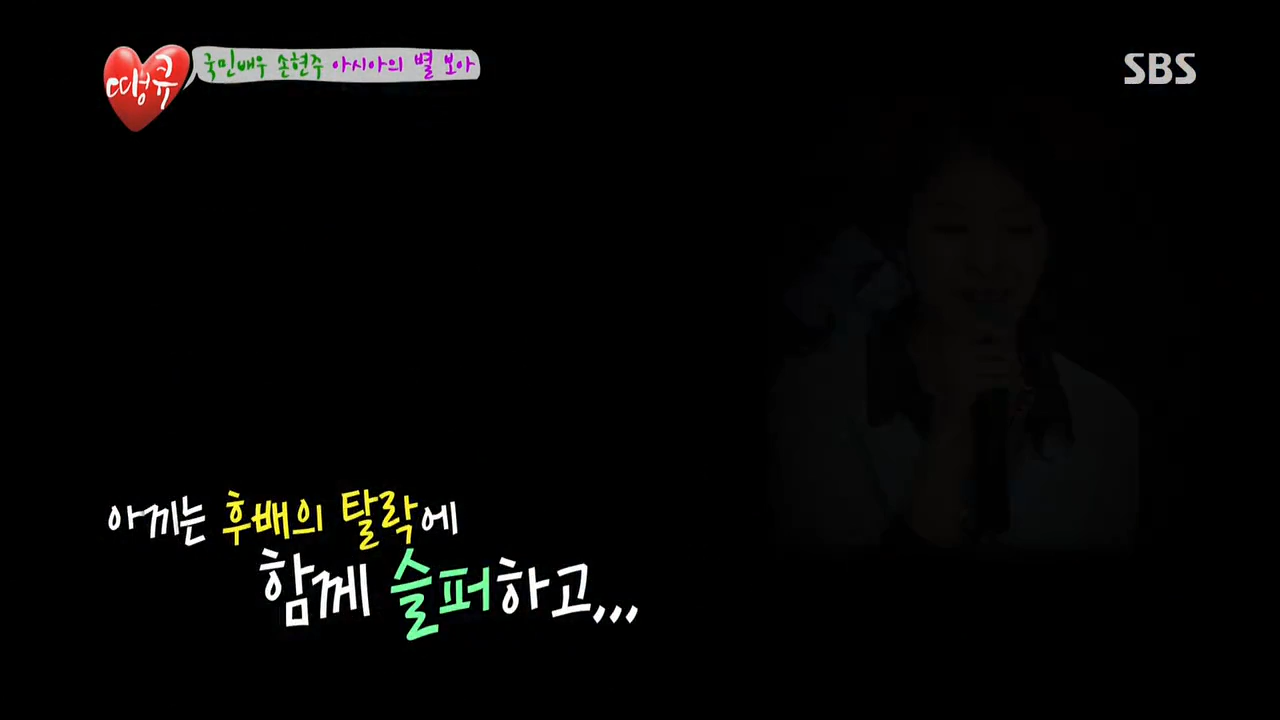 땡큐
국민배우 손현주 아시아의 별 보아
SBS
아끼는 후배의 탈락에
함께 슬퍼하고,,,